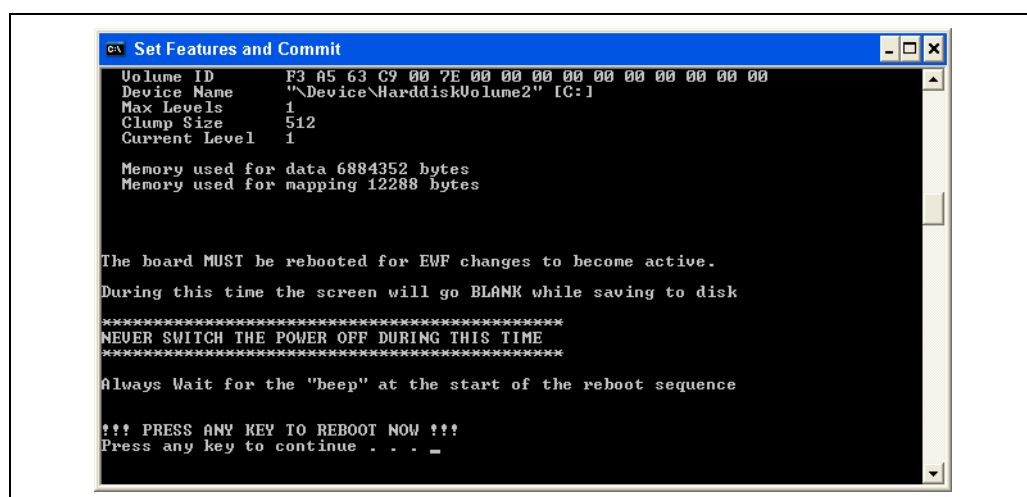 Set Features and Commit
Volume ID F3 A5 63 C9 00 7E 00 00 00 00 00 00 00 00 00 00
Device Name "\Device\HarddiskVolume2" [C:]
Max Levels 1
Clump Size 512
Current Level 1
Memory used for data 6884352 bytes
Memory used for mapping 12288 bytes
The board MUST be rebooted for EWF changes to become active.
During this time the screen will go BLANK while saving to disk
*********************************************
NEVER SWITCH THE POWER OFF DURING THIS TIME
*********************************************
Always Wait for the "beep" at the start of the reboot sequence
!!! PRESS ANY KEY TO REBOOT NOW !!!
Press any key to continue . . . _